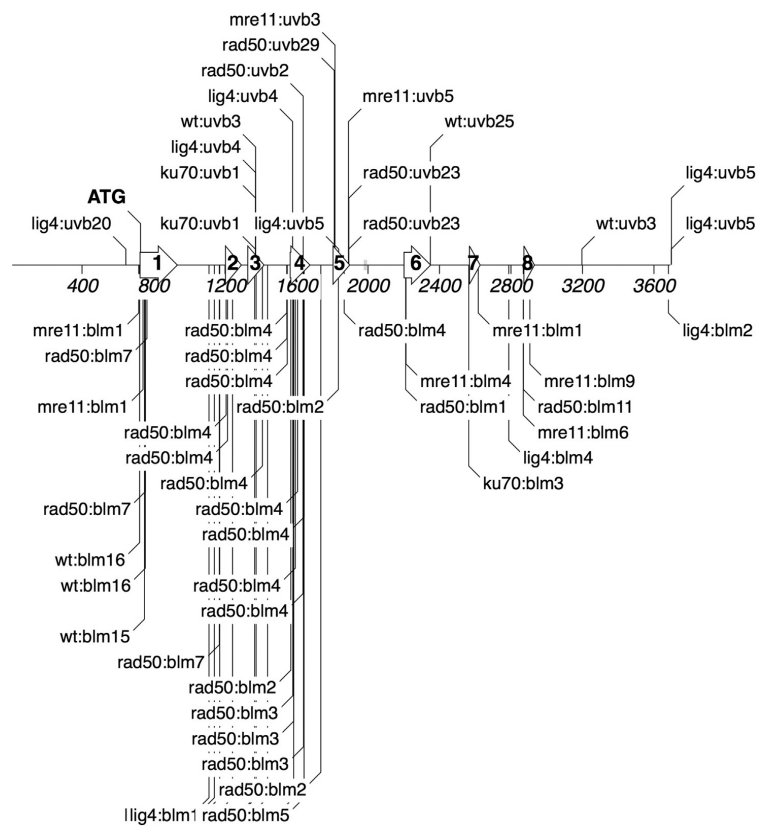 mre11:uvb3
rad50:uvb29
rad50:uvb2
lig4:uvb4 mre11:uvb5
wt:uvb3 wt:uvb25
lig4:uvb4
ku70:uvb1 rad50:uvb23 lig4:uvb5
ATG
lig4:uvb20 ku70:uvb1 lig4:uvb5 rad50:uvb23 wt:uvb3 lig4:uvb5
1 2 3 4 5 6 7 8
400 800 1200 1600 2000 2400 2800 3200 3600
mre11:blm1 rad50:blm4 rad50:blm4 mre11:blm1 lig4:blm2
rad50:blm7 rad50:blm4
rad50:blm4 mre11:blm4 mre11:blm9
mre11:blm1 rad50:blm2 rad50:blm1 rad50:blm11
rad50:blm4 mre11:blm6
rad50:blm4 lig4:blm4
rad50:blm4 ku70:blm3
rad50:blm7 rad50:blm4
rad50:blm4
wt:blm16
wt:blm16 rad50:blm4
rad50:blm4
wt:blm15
rad50:blm7
rad50:blm2
rad50:blm3
rad50:blm3
rad50:blm3
rad50:blm2
lig4:blm1 rad50:blm5